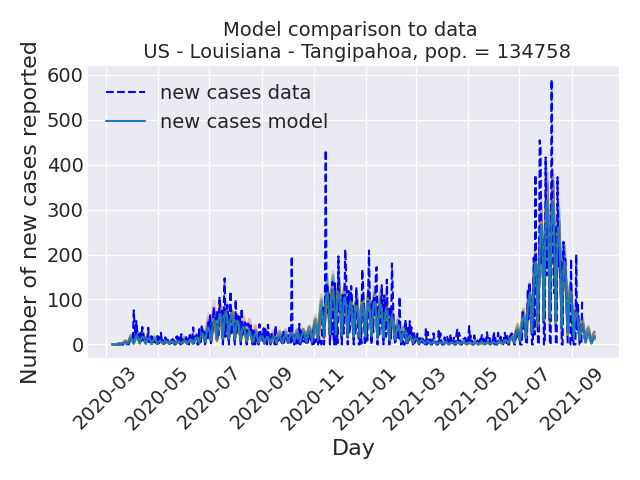 Model comparison to data
US - Louisiana - Tangipahoa, pop. = 134758
Number of new cases reported
600
500
400
300
200
100
0
new cases data
new cases model
2020-03
2020-05
2020-07
2020-09
2020-11
2021-01
2021-03
2021-05
2021-07
2021-09
Day